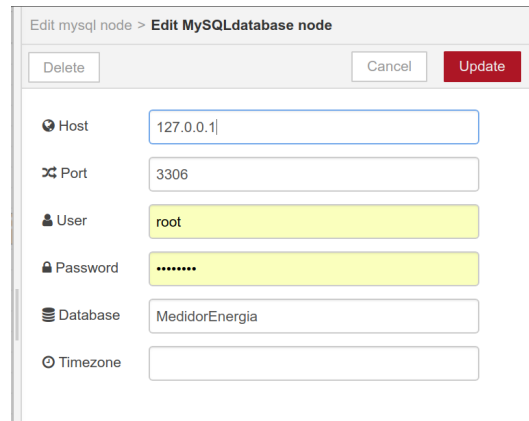 Edit mysql node > Edit MySQLdatabase node
Delete Cancel Update
Host 127.0.0.1
Port 3306
User root
Password ••••••••
Database MedidorEnergia
Timezone